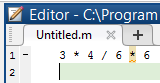 Editor - C:\Program
Untitled.m × +
1 3 * 4 / 6 * 6
2